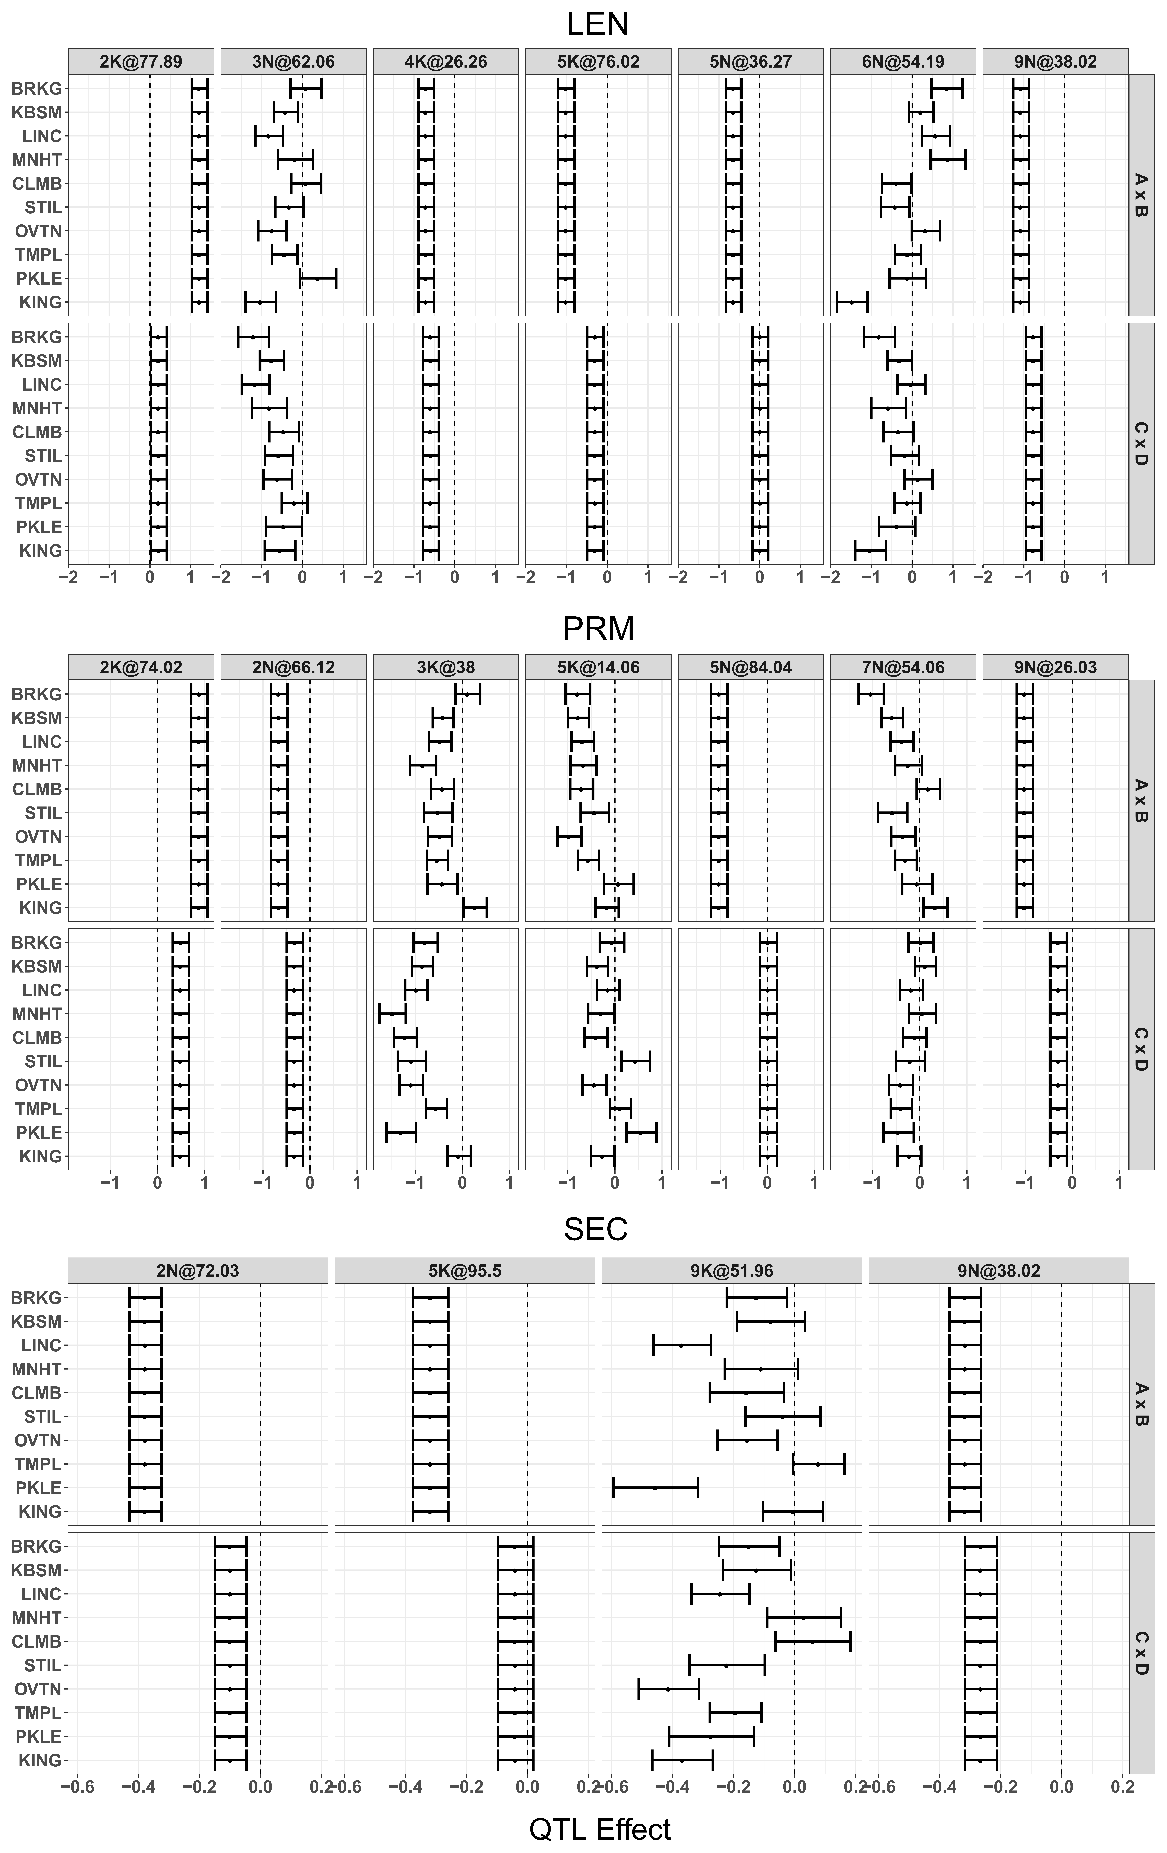 LEN
2K@77.89 3N@62.06 4K@26.26 5K@76.02 5N@36.27 6N@54.19 9N@38.02
BRKG
KBSM
LINC
MNHT
CLMB
STIL
OVTN
TMPL
PKLE
KING
A x B
BRKG
KBSM
LINC
MNHT
CLMB
STIL
OVTN
TMPL
PKLE
KING
C x D
−2 −1 0 1 −2 −1 0 1 −2 −1 0 1 −2 −1 0 1 −2 −1 0 1 −2 −1 0 1 −2 −1 0 1
PRM
2K@74.02 2N@66.12 3K@38 5K@14.06 5N@84.04 7N@54.06 9N@26.03
BRKG
KBSM
LINC
MNHT
CLMB
STIL
OVTN
TMPL
PKLE
KING
A x B
BRKG
KBSM
LINC
MNHT
CLMB
STIL
OVTN
TMPL
PKLE
KING
C x D
−1 0 1 −1 0 1 −1 0 1 −1 0 1 −1 0 1 −1 0 1 −1 0 1
SEC
2N@72.03 5K@95.5 9K@51.96 9N@38.02
BRKG
KBSM
LINC
MNHT
CLMB
STIL
OVTN
TMPL
PKLE
KING
A x B
BRKG
KBSM
LINC
MNHT
CLMB
STIL
OVTN
TMPL
PKLE
KING
C x D
−0.6 −0.4 −0.2 0.0 0.2 −0.6 −0.4 −0.2 0.0 0.2 −0.6 −0.4 −0.2 0.0 0.2 −0.6 −0.4 −0.2 0.0 0.2
QTL Effect